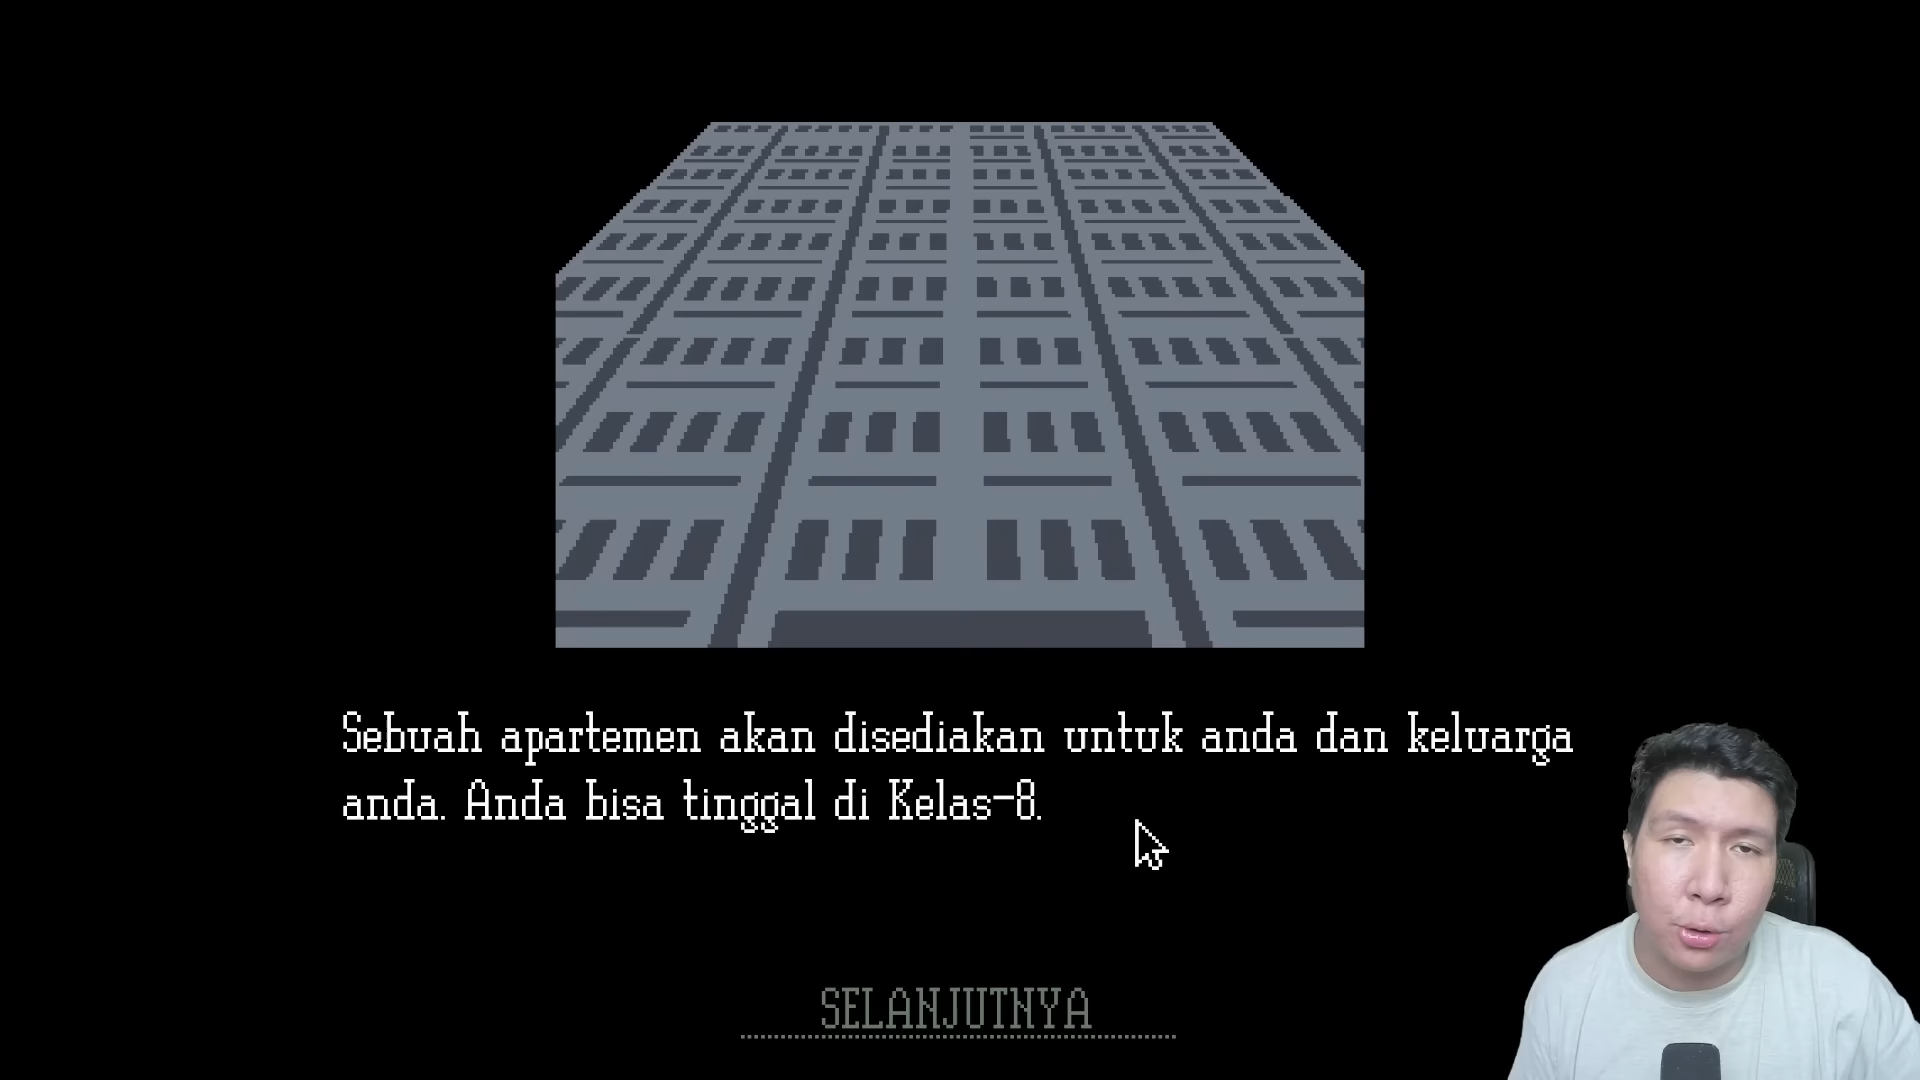 Sebuah apartemen akan disediakan untuk anda dan keluarga
anda. Anda bisa tinggal di Kelas-8.
SELANJUTNYA